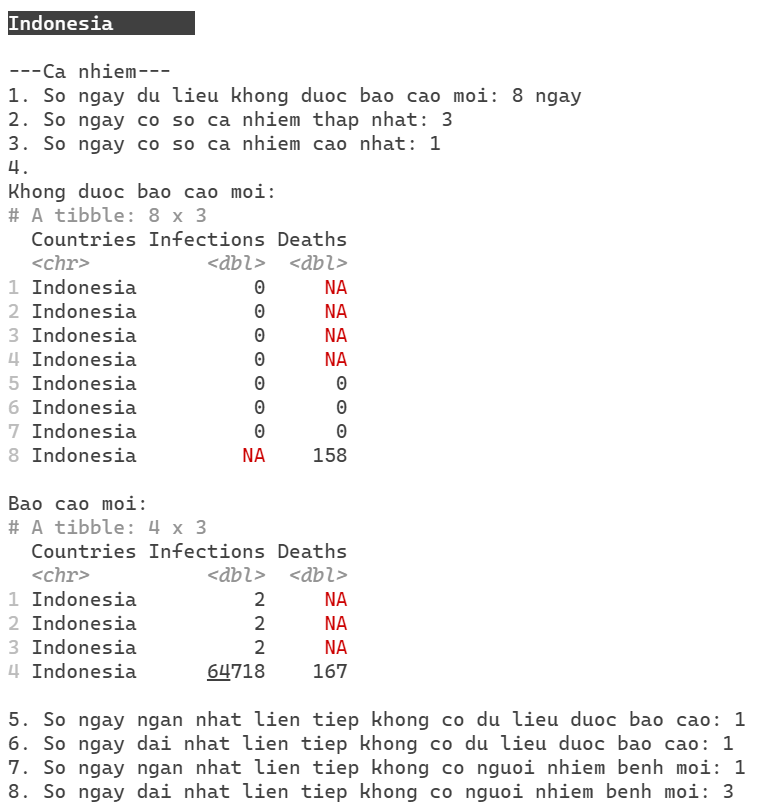 Indonesia
---Ca nhiem---
1. So ngay du lieu khong duoc bao cao moi: 8 ngay
2. So ngay co so ca nhiem thap nhat: 3
3. So ngay co so ca nhiem cao nhat: 1
4.
Khong duoc bao cao moi:
# A tibble: 8 x 3
Countries Infections Deaths
<chr> <dbl> <dbl>
1 Indonesia 0 NA
2 Indonesia 0 NA
3 Indonesia 0 NA
4 Indonesia 0 NA
5 Indonesia 0 0
6 Indonesia 0 0
7 Indonesia 0 0
8 Indonesia NA 158
Bao cao moi:
# A tibble: 4 x 3
Countries Infections Deaths
<chr> <dbl> <dbl>
1 Indonesia 2 NA
2 Indonesia 2 NA
3 Indonesia 2 NA
4 Indonesia 64718 167
5. So ngay ngan nhat lien tiep khong co du lieu duoc bao cao: 1
6. So ngay dai nhat lien tiep khong co du lieu duoc bao cao: 1
7. So ngay ngan nhat lien tiep khong co nguoi nhiem benh moi: 1
8. So ngay dai nhat lien tiep khong co nguoi nhiem benh moi: 3